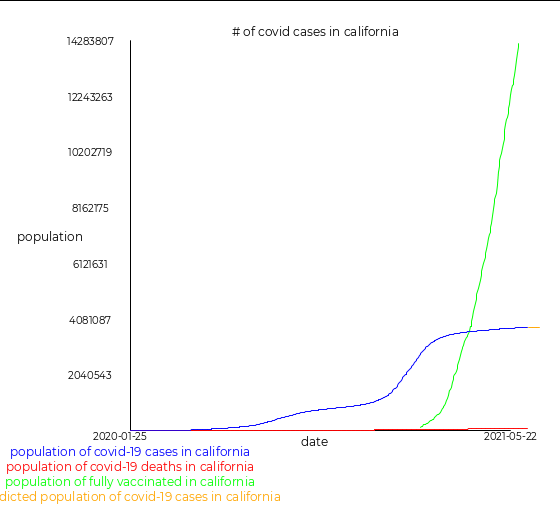 # of covid cases in california
14283807
12243263
10202719
8162175
population
6121631
4081087
2040543
2020-01-25
2021-05-22
date
population of covid-19 cases in california
population of covid-19 deaths in california
population of fully vaccinated in california
population of covid-19 cases in california